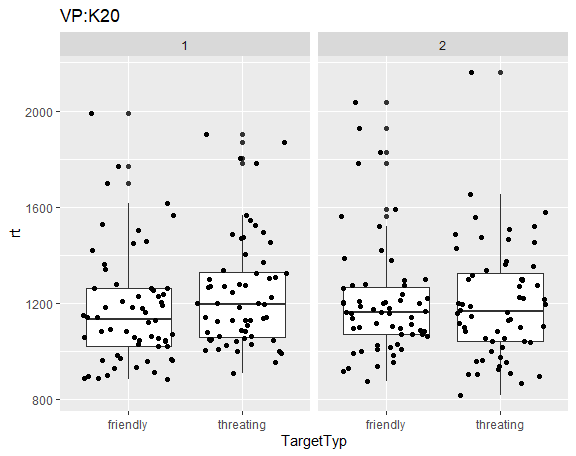 VP:K20
1 2
2000
1600
1200
800
rt
friendly threating friendly threating
TargetTyp